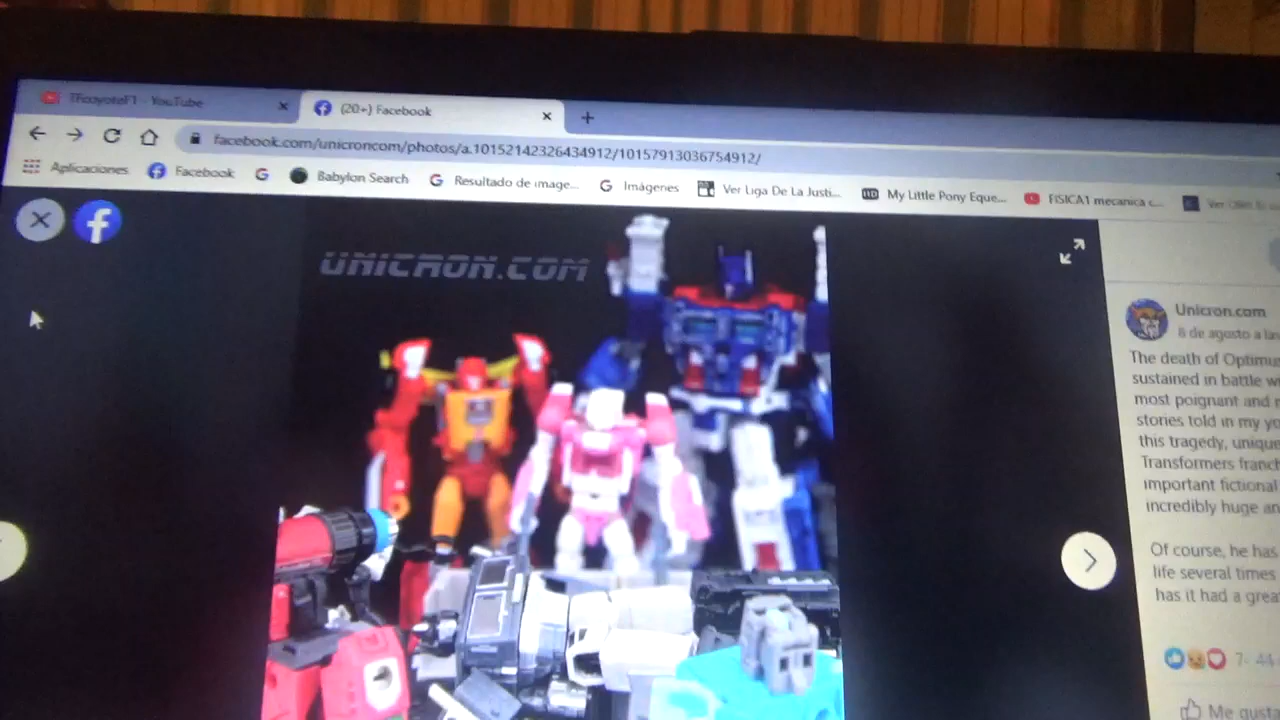 TFcoyoteF1 - YouTube
(20+) Facebook
facebook.com/unicroncom/photos/a.10152142326434912/10157913036754912/
Aplicaciones
Facebook
Babylon Search
Resultado de image...
Imágenes
Ver Liga De La Justi...
My Little Pony Eque...
FISICA1 mecanica c...
UNICRON.COM
Unicron.com
8 de agosto a las
The death of Optimus
sustained in battle w
most poignant and
stories told in my yo
this tragedy, unique
Transformers franch
important fictional
incredibly huge an
Of course, he has
life several times
has it had a grea
Me gusta